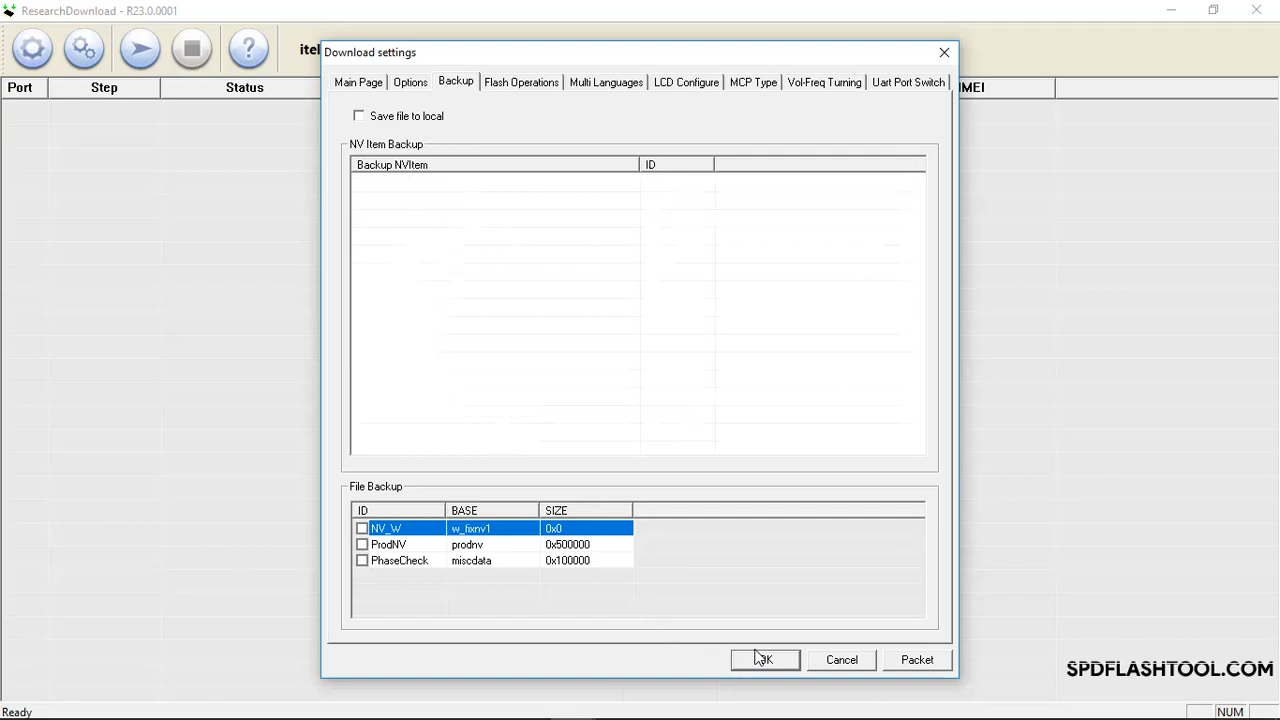 ResearchDownload - R23.0.0001
itel
Download settings
Main Page Options Backup Flash Operations Multi Languages LCD Configure MCP Type Vol-Freq Turning Uart Port Switch
Port Step Status IMEI
Save file to local
NV Item Backup
Backup NVItem ID
File Backup
ID BASE SIZE
NV_W w_fixnv1 0x0
ProdNV prodnv 0x500000
PhaseCheck miscdata 0x100000
OK Cancel Packet
SPDFLASHTOOL.COM
Ready NUM